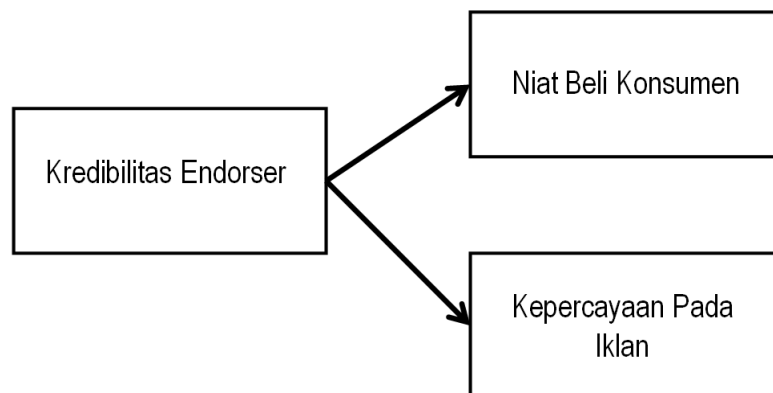 Niat Beli Konsumen
Kredibilitas Endorser
Kepercayaan Pada
Iklan